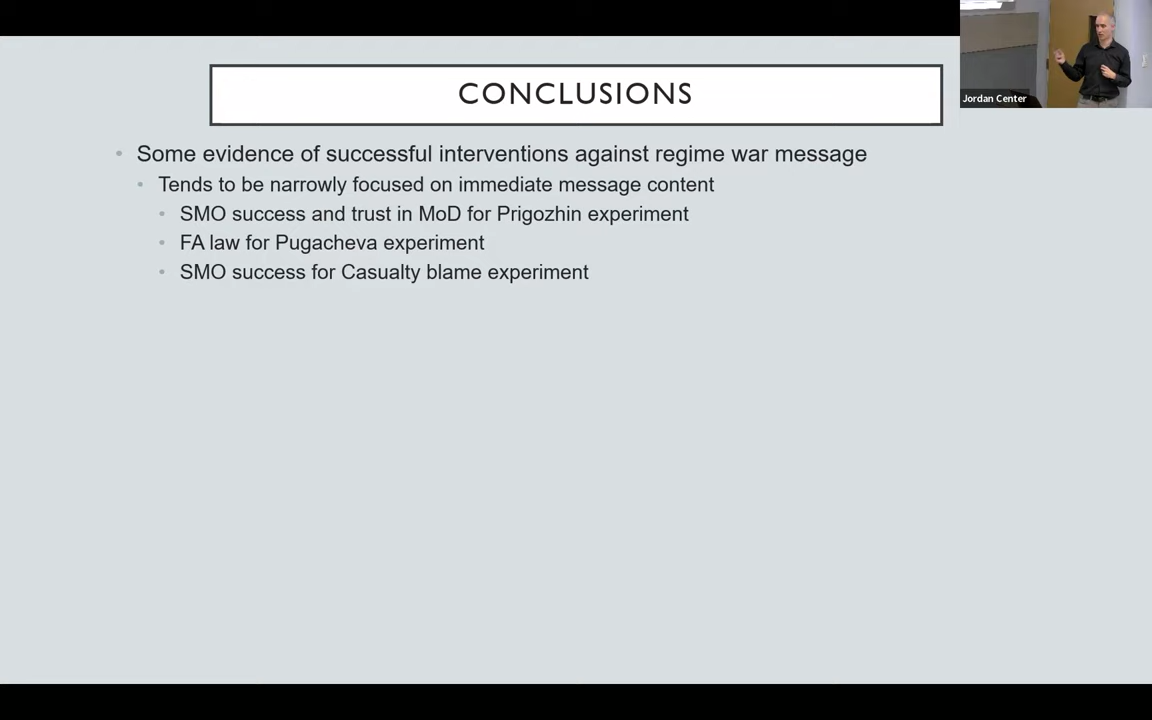 CONCLUSIONS
Jordan Center
• Some evidence of successful interventions against regime war message
• Tends to be narrowly focused on immediate message content
• SMO success and trust in MoD for Prigozhin experiment
• FA law for Pugacheva experiment
• SMO success for Casualty blame experiment